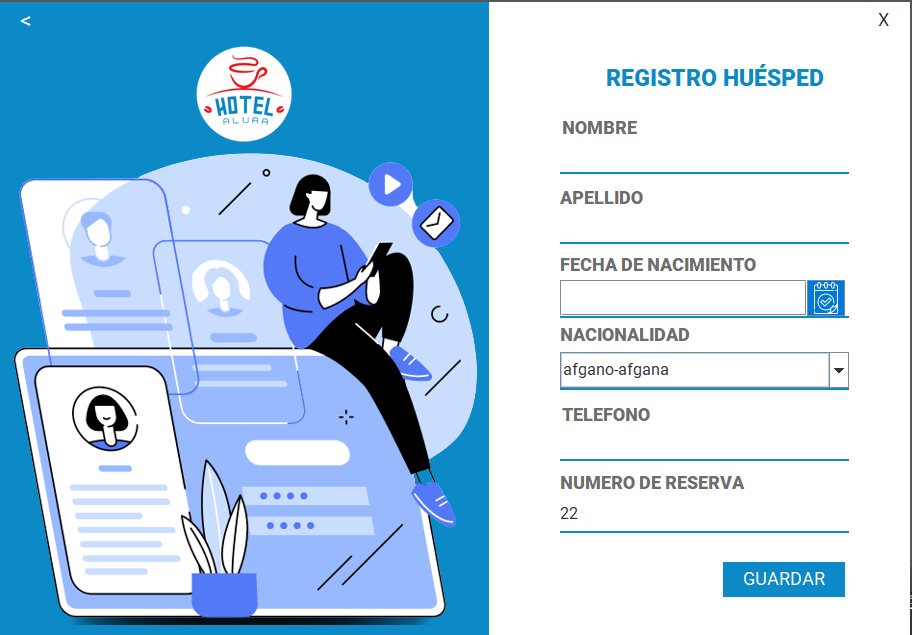 <
X
HOTEL
ALURA
REGISTRO HUÉSPED
NOMBRE
APELLIDO
FECHA DE NACIMIENTO
NACIONALIDAD
afgano-afgana
TELEFONO
NUMERO DE RESERVA
22
GUARDAR